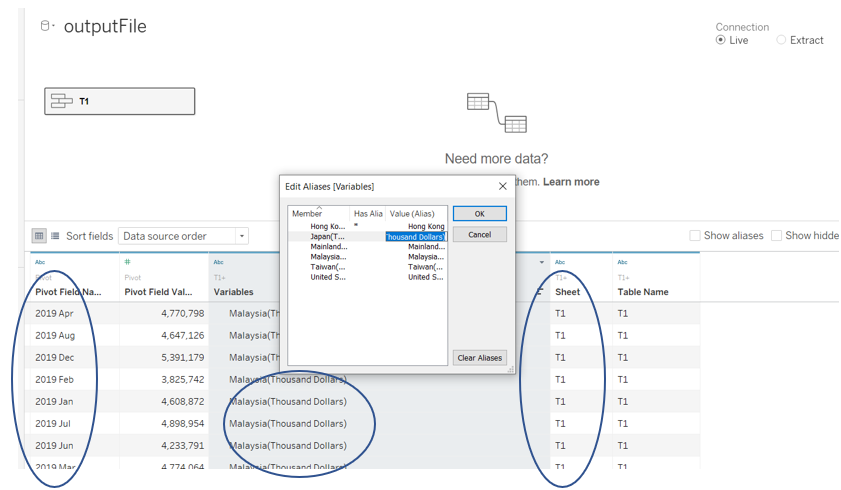 outputFile
Connection
Live Extract
T1
Need more data?
them. Learn more
Edit Aliases [Variables]
Member Has Alia Value (Alias)
Hong Ko... * Hong Kong
Japan(T... Thousand Dollars)
Mainland... Mainland...
Malaysia... Malaysia...
Taiwan(... Taiwan(...
United S... United S...
OK
Cancel
Clear Aliases
Sort fields Data source order Show aliases Show hidde
Abc # Abc Abc Abc
Pivot Pivot T1+ T1+ T1+
Pivot Field Na... Pivot Field Val... Variables Sheet Table Name
2019 Apr 4,770,798 Malaysia(Th T1 T1
2019 Aug 4,647,126 Malaysia(Th T1 T1
2019 Dec 5,391,179 Malaysia(Th T1 T1
2019 Feb 3,825,742 Malaysia(Thousand Dollars) T1 T1
2019 Jan 4,608,872 Malaysia(Thousand Dollars) T1 T1
2019 Jul 4,898,954 Malaysia(Thousand Dollars) T1 T1
2019 Jun 4,233,791 Malaysia(Thousand Dollars) T1 T1
2019 Mar 4,774,064 Malaysia(Thousand Dollars) T1 T1